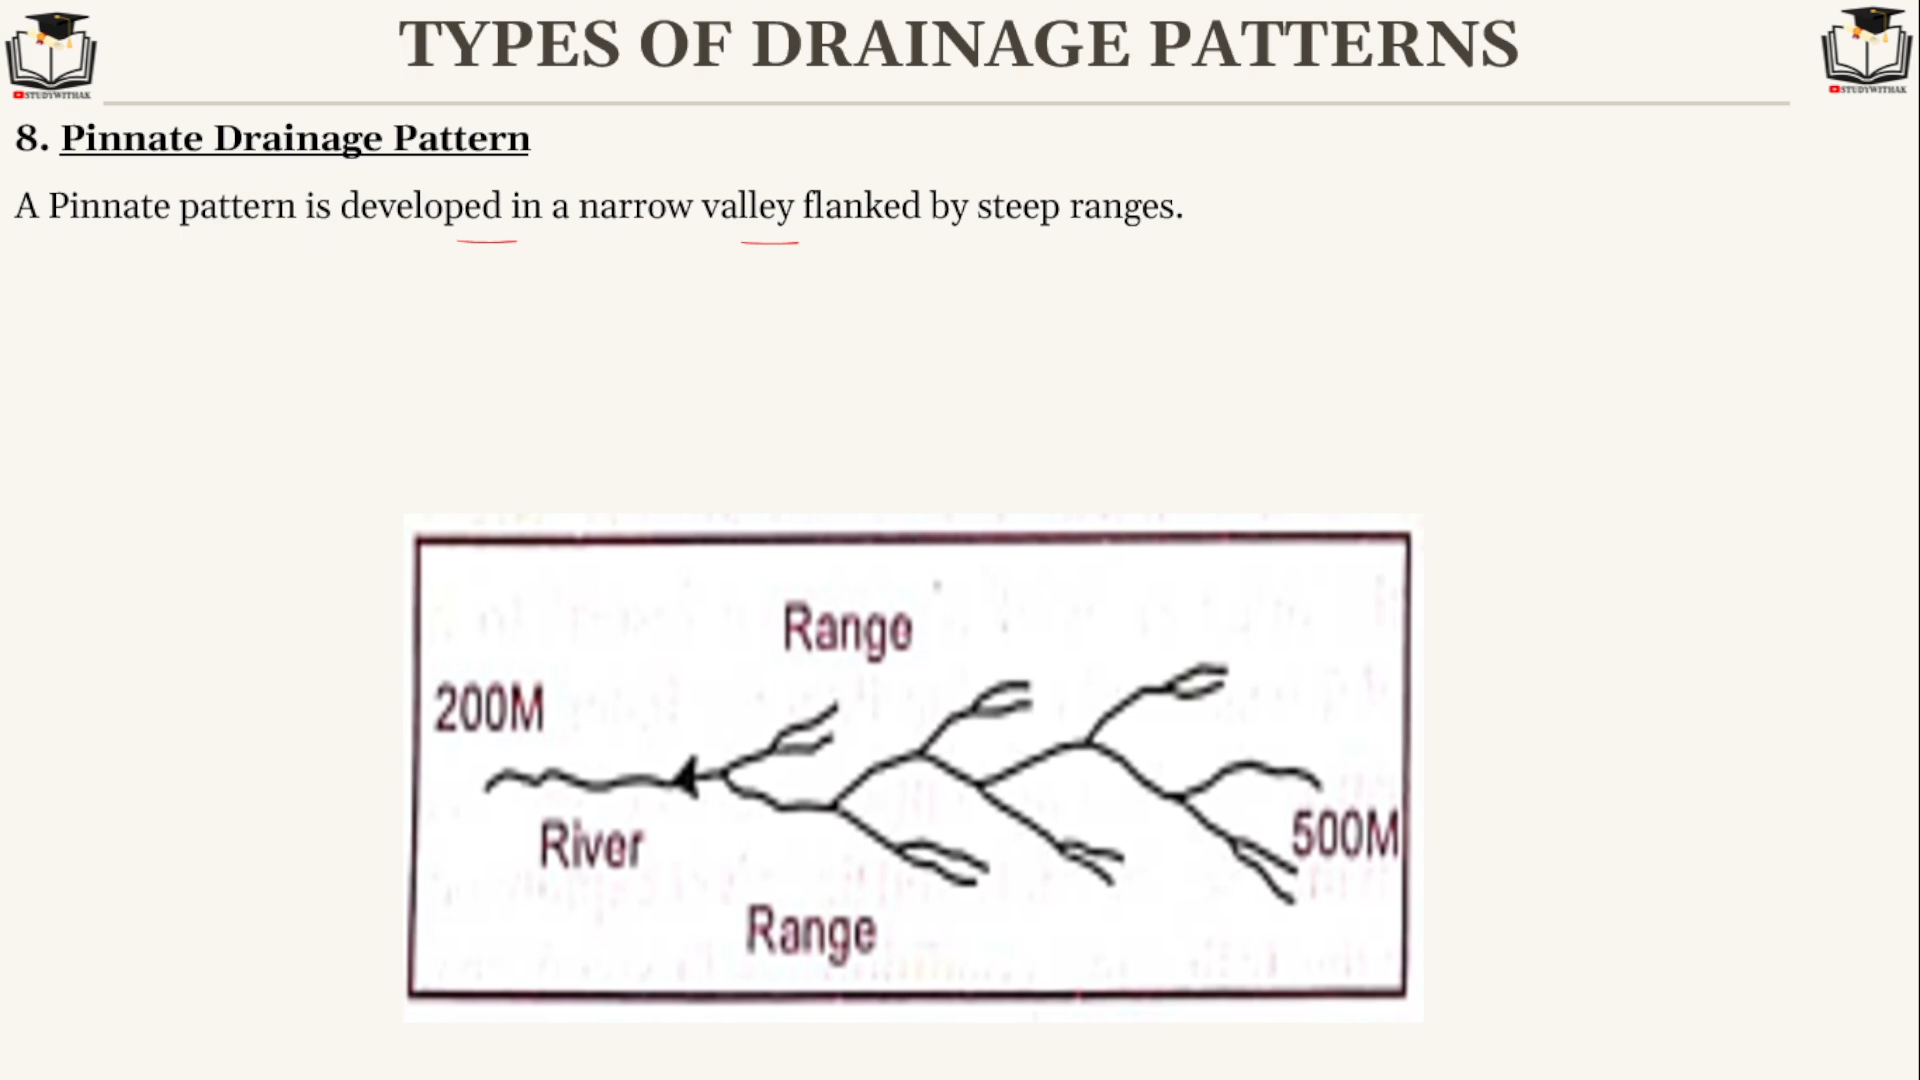 TYPES OF DRAINAGE PATTERNS
STUDYWITHAK
STUDYWITHAK
8. Pinnate Drainage Pattern
A Pinnate pattern is developed in a narrow valley flanked by steep ranges.
Range
200M
River
500M
Range